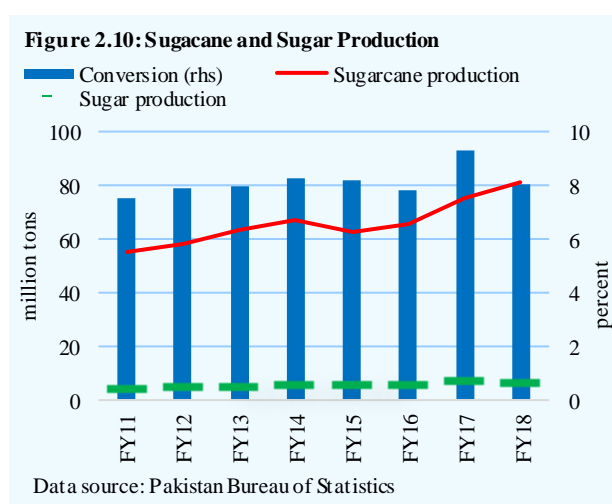 Figure 2.10: Sugacane and Sugar Production
Conversion (rhs) Sugarcane production
Sugar production
100 10
80 8
60 6
40 4
20 2
0 0
million tons
percent
FY11 FY12 FY13 FY14 FY15 FY16 FY17 FY18
Data source: Pakistan Bureau of Statistics